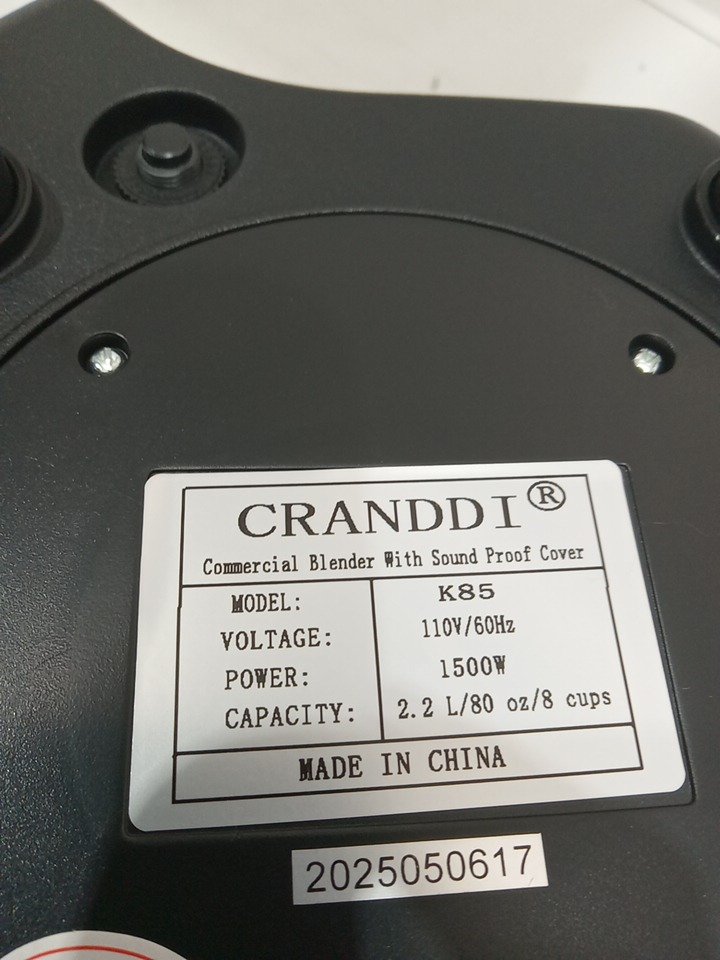 CRANDDI®
Commercial Blender With Sound Proof Cover
MODEL: K85
VOLTAGE: 110V/60Hz
POWER: 1500W
CAPACITY: 2.2 L/80 oz/8 cups
MADE IN CHINA
2025050617